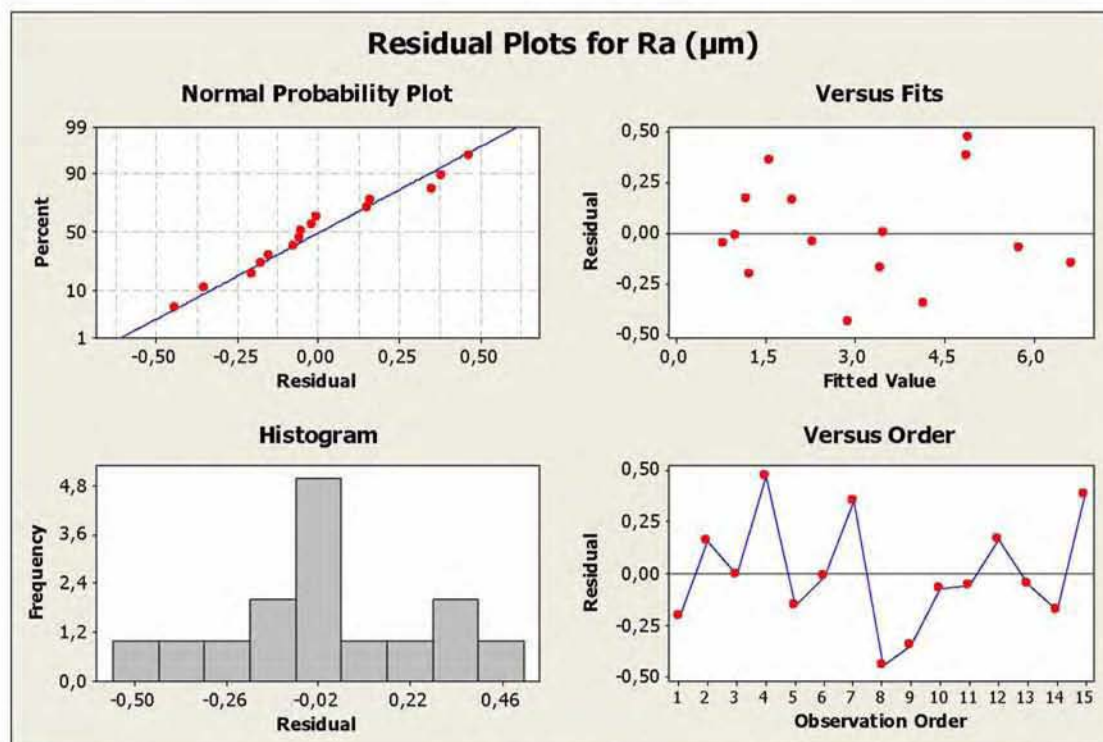 Residual Plots for Ra (µm)
Normal Probability Plot
Percent
99
90
50
10
1
-0,50 -0,25 0,00 0,25 0,50
Residual
Versus Fits
Residual
0,50
0,25
0,00
-0,25
-0,50
0,0 1,5 3,0 4,5 6,0
Fitted Value
Histogram
Frequency
4,8
3,6
2,4
1,2
0,0
-0,50 -0,26 -0,02 0,22 0,46
Residual
Versus Order
Residual
0,50
0,25
0,00
-0,25
-0,50
1 2 3 4 5 6 7 8 9 10 11 12 13 14 15
Observation Order